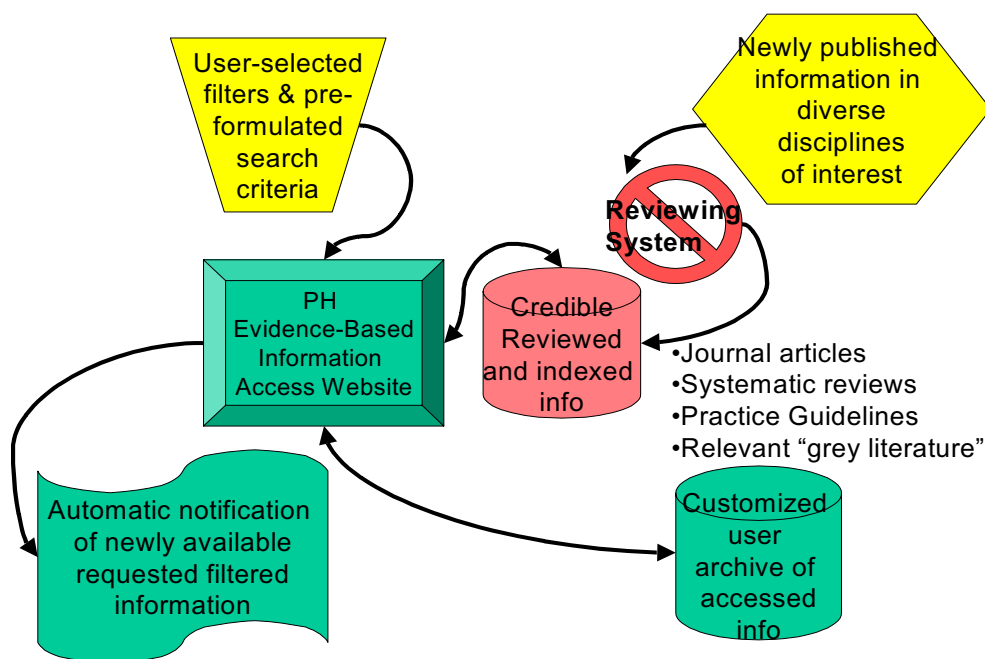 User-selected
filters & pre-
formulated
search
criteria
Newly published
information in
diverse
disciplines
of interest
Reviewing
System
PH
Evidence-Based
Information
Access Website
Credible
Reviewed
and indexed
info
•Journal articles
•Systematic reviews
•Practice Guidelines
•Relevant “grey literature”
Automatic notification
of newly available
requested filtered
information
Customized
user
archive of
accessed
info